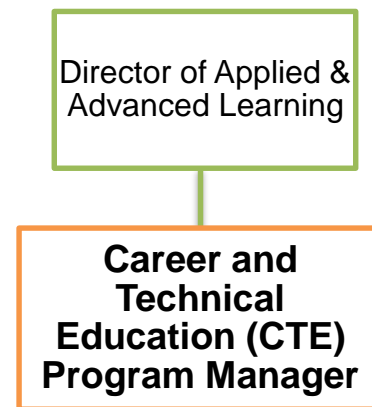 Director of Applied &
Advanced Learning
Career and
Technical
Education (CTE)
Program Manager